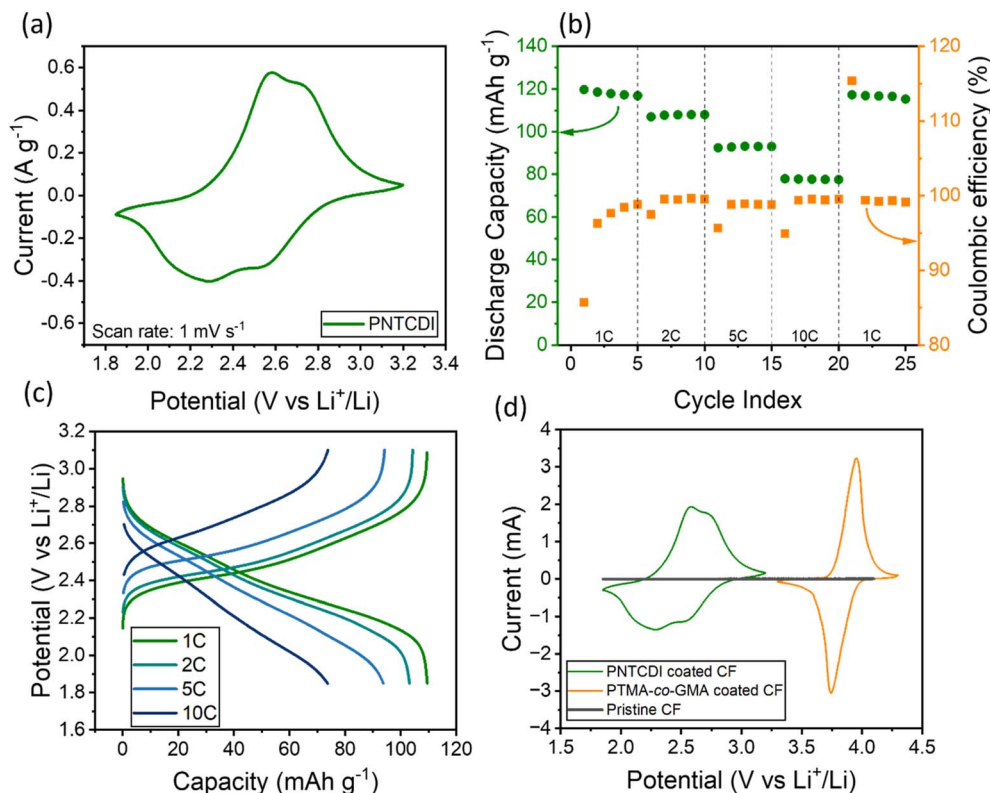 (a)
Current (A g⁻¹)
0.6
0.4
0.2
0.0
-0.2
-0.4
-0.6
Scan rate: 1 mV s⁻¹
PNTCDI
1.8 2.0 2.2 2.4 2.6 2.8 3.0 3.2 3.4
Potential (V vs Li⁺/Li)
(b)
Discharge Capacity (mAh g⁻¹)
140
120
100
80
60
40
20
0
120
110
100
90
80
Coulombic efficiency (%)
1C 2C 5C 10C 1C
0 5 10 15 20 25
Cycle Index
(c)
Potential (V vs Li⁺/Li)
3.2
3.0
2.8
2.6
2.4
2.2
2.0
1.8
1.6
1C
2C
5C
10C
0 20 40 60 80 100 120
Capacity (mAh g⁻¹)
(d)
Current (mA)
4
3
2
1
0
−1
−2
−3
−4
PNTCDI coated CF
PTMA-co-GMA coated CF
Pristine CF
1.5 2.0 2.5 3.0 3.5 4.0 4.5
Potential (V vs Li⁺/Li)